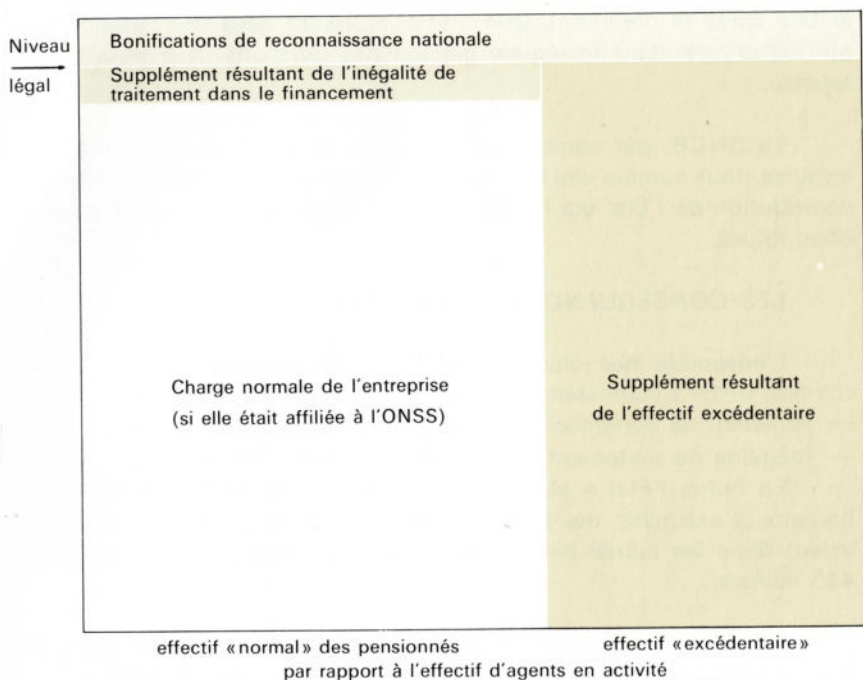 Niveau
légal
Bonifications de reconnaissance nationale
Supplément résultant de l'inégalité de
traitement dans le financement
Charge normale de l'entreprise
(si elle était affiliée à l'ONSS)
Supplément résultant
de l'effectif excédentaire
effectif «normal» des pensionnés
effectif «excédentaire»
par rapport à l'effectif d'agents en activité